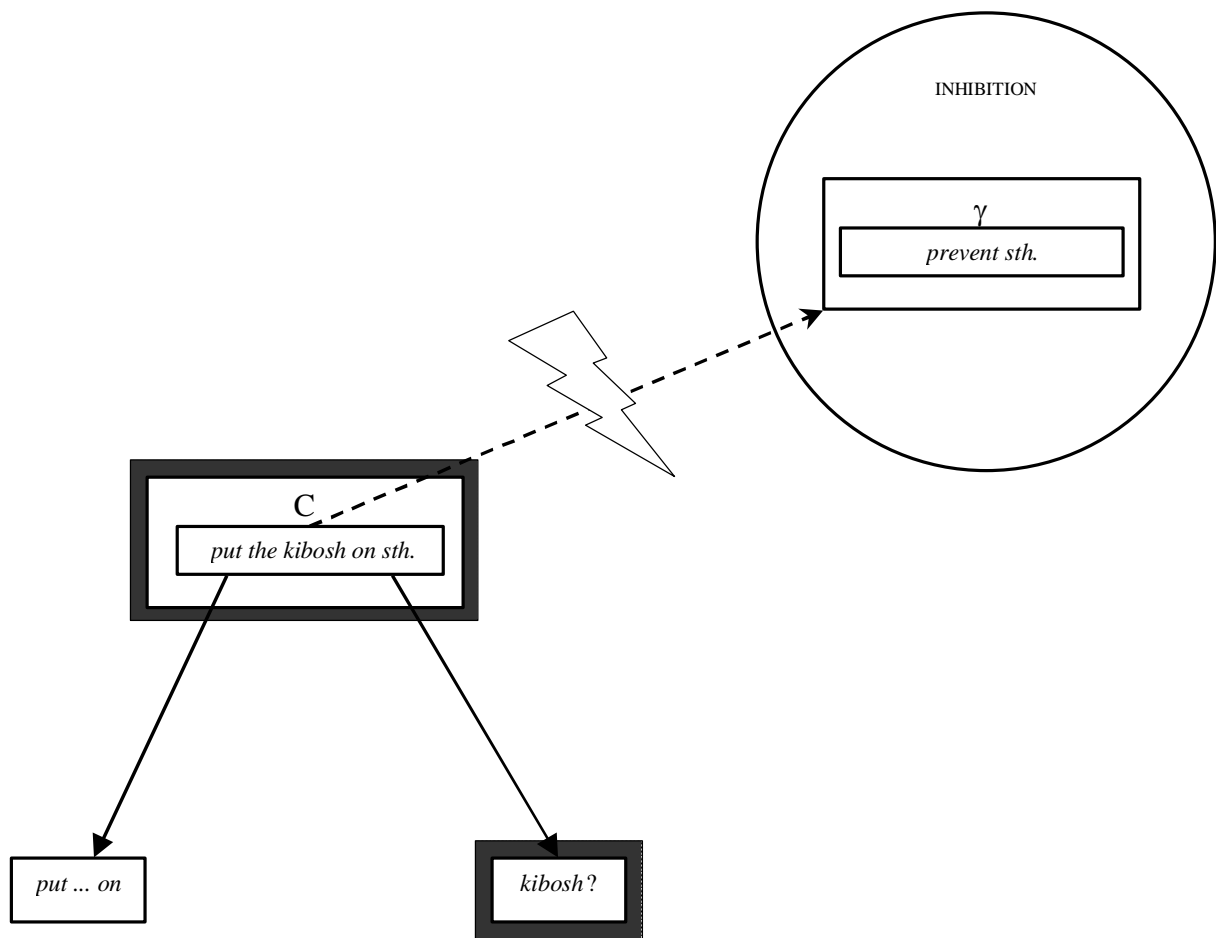 INHIBITION
γ
prevent sth.
C
put the kibosh on sth.
put ... on
kibosh?